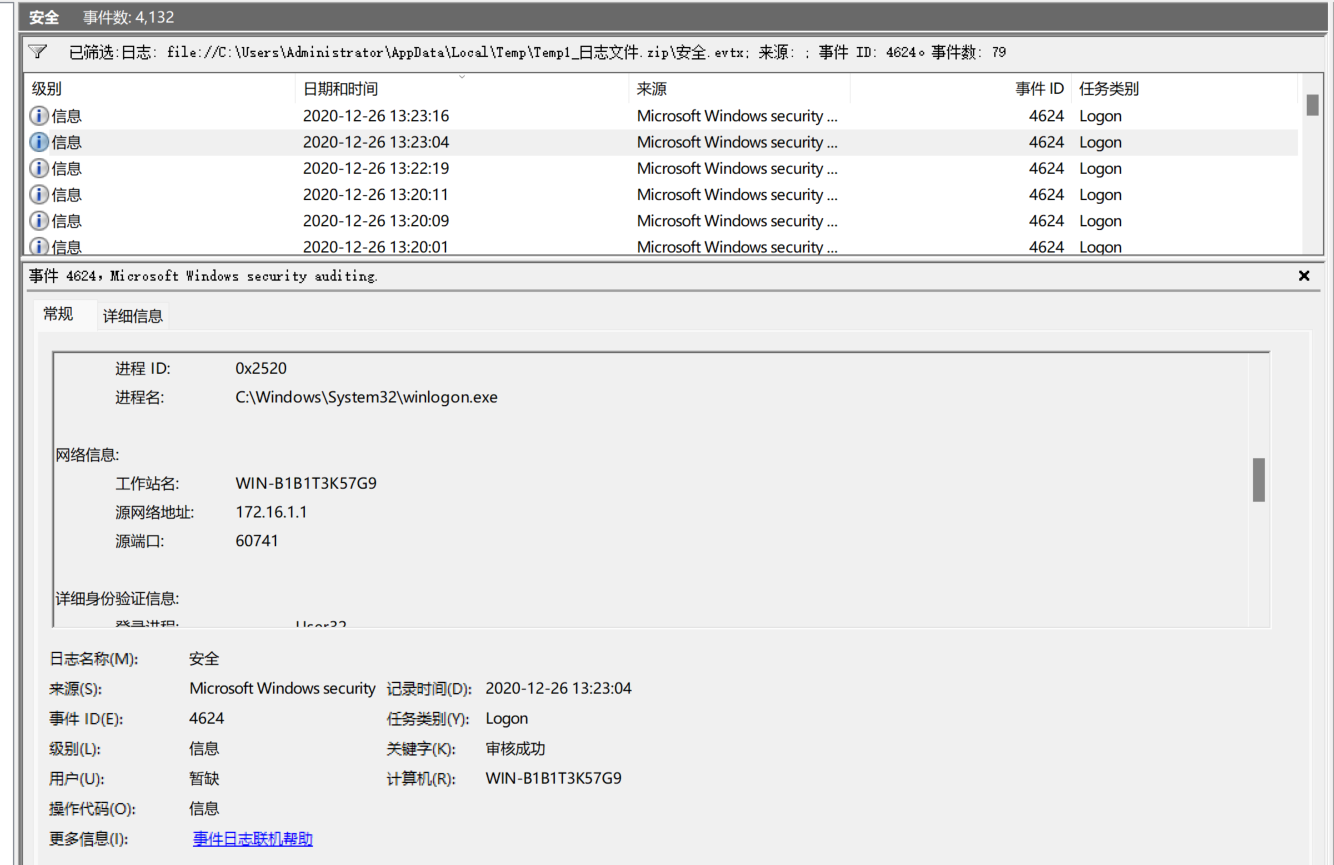 安全 事件数: 4,132
已筛选:日志: file://C:\Users\Administrator\AppData\Local\Temp\Temp1_日志文件.zip\安全.evtx; 来源: ; 事件 ID: 4624。事件数: 79
级别 日期和时间 来源 事件 ID 任务类别
信息 2020-12-26 13:23:16 Microsoft Windows security ... 4624 Logon
信息 2020-12-26 13:23:04 Microsoft Windows security ... 4624 Logon
信息 2020-12-26 13:22:19 Microsoft Windows security ... 4624 Logon
信息 2020-12-26 13:20:11 Microsoft Windows security ... 4624 Logon
信息 2020-12-26 13:20:09 Microsoft Windows security ... 4624 Logon
信息 2020-12-26 13:20:01 Microsoft Windows security ... 4624 Logon
事件 4624，Microsoft Windows security auditing.
常规 详细信息
进程 ID: 0x2520
进程名: C:\Windows\System32\winlogon.exe
网络信息:
工作站名: WIN-B1B1T3K57G9
源网络地址: 172.16.1.1
源端口: 60741
详细身份验证信息:
登录进程: User32
日志名称(M): 安全
来源(S): Microsoft Windows security 记录时间(D): 2020-12-26 13:23:04
事件 ID(E): 4624 任务类别(Y): Logon
级别(L): 信息 关键字(K): 审核成功
用户(U): 暂缺 计算机(R): WIN-B1B1T3K57G9
操作代码(O): 信息
更多信息(I): 事件日志联机帮助